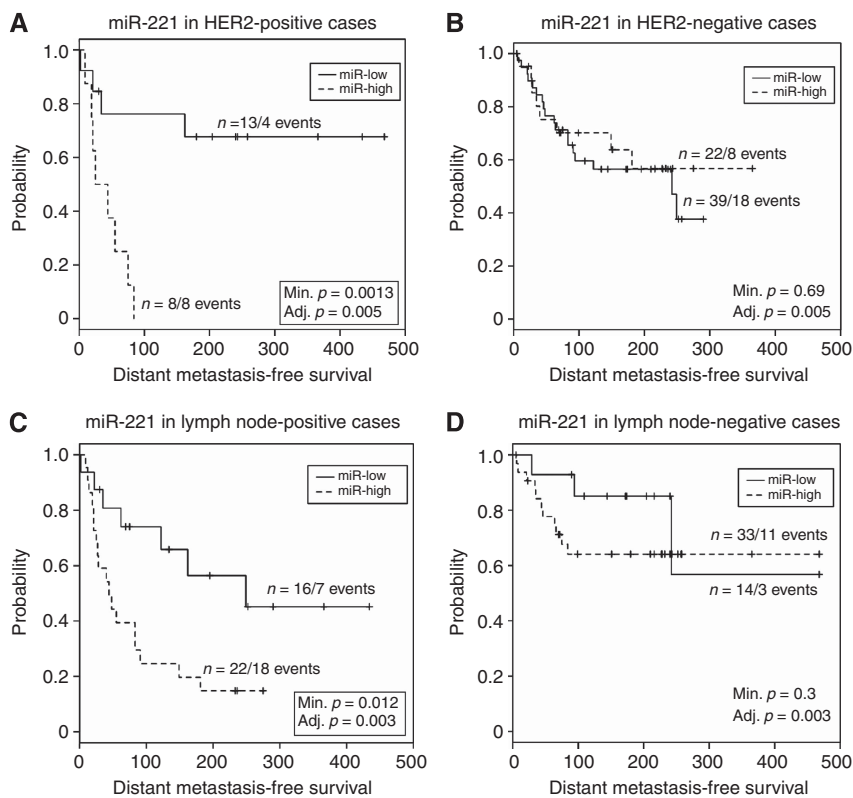 A
miR-221 in HER2-positive cases
1.0
0.8
0.6
0.4
0.2
0
Probability
miR-low
miR-high
n=13/4 events
n = 8/8 events
Min. p = 0.0013
Adj. p = 0.005
0 100 200 300 400 500
Distant metastasis-free survival
B
miR-221 in HER2-negative cases
1.0
0.8
0.6
0.4
0.2
0
Probability
miR-low
miR-high
n = 22/8 events
n = 39/18 events
Min. p = 0.69
Adj. p = 0.005
0 100 200 300 400 500
Distant metastasis-free survival
C
miR-221 in lymph node-positive cases
1.0
0.8
0.6
0.4
0.2
0
Probability
miR-low
miR-high
n = 16/7 events
n = 22/18 events
Min. p = 0.012
Adj. p = 0.003
0 100 200 300 400 500
Distant metastasis-free survival
D
miR-221 in lymph node-negative cases
1.0
0.8
0.6
0.4
0.2
0
Probability
miR-low
miR-high
n = 33/11 events
n = 14/3 events
Min. p = 0.3
Adj. p = 0.003
0 100 200 300 400 500
Distant metastasis-free survival